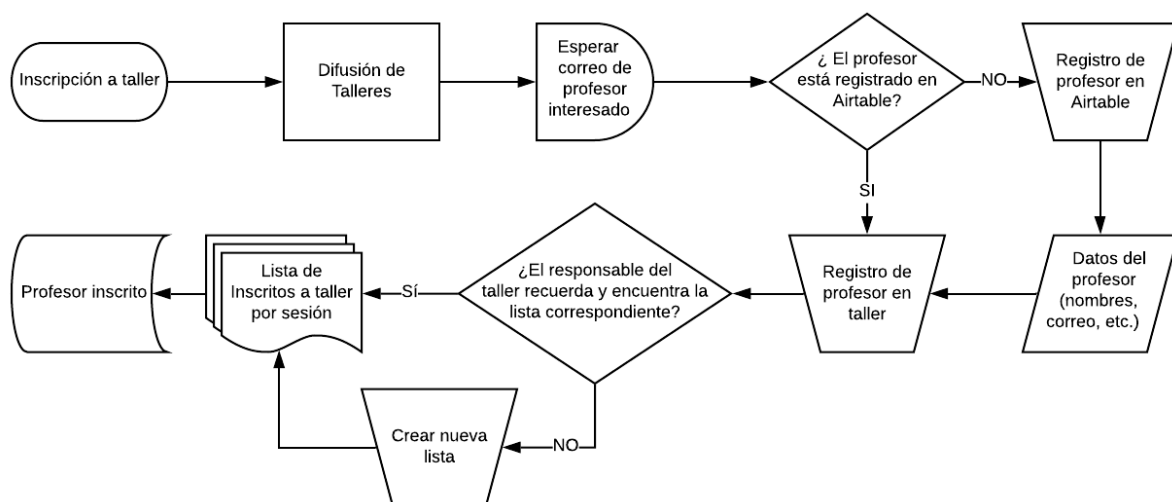 Inscripción a taller
Difusión de
Talleres
Esperar
correo de
profesor
interesado
¿ El profesor
está registrado en
Airtable?
NO
Registro de
profesor en
Airtable
SI
Profesor inscrito
Lista de
Inscritos a taller
por sesión
Sí
¿El responsable del
taller recuerda y encuentra la
lista correspondiente?
Registro de
profesor en
taller
Datos del
profesor
(nombres,
correo, etc.)
Crear nueva
lista
NO